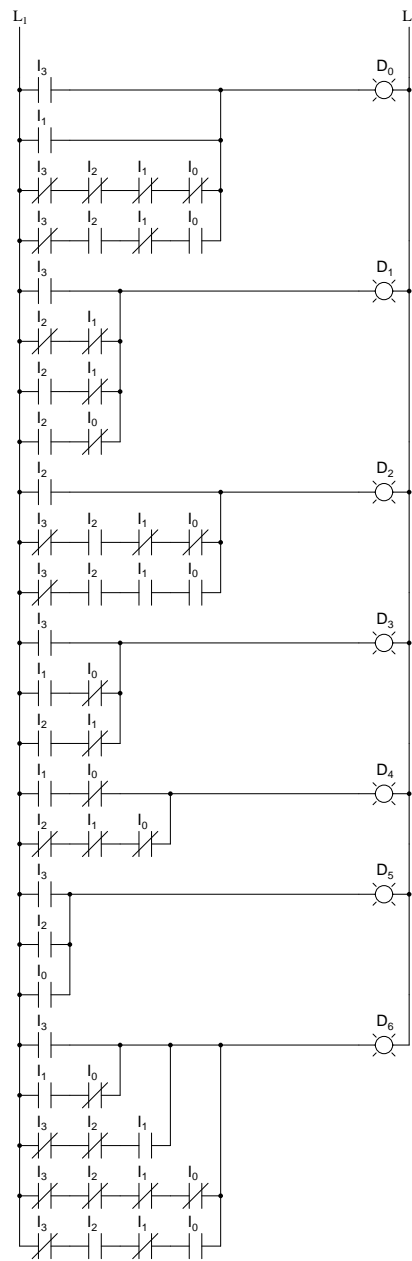 L₁ L
I₃ D₀
I₁
I₃ I₂ I₁ I₀
I₃ I₂ I₁ I₀
I₃ D₁
I₂ I₁
I₂ I₁
I₂ I₀
I₂ D₂
I₃ I₂ I₁ I₀
I₃ I₂ I₁ I₀
I₃ D₃
I₁ I₀
I₂ I₁
I₁ I₀ D₄
I₂ I₁ I₀
I₃ D₅
I₂
I₀
I₃ D₆
I₁ I₀
I₃ I₂ I₁
I₃ I₂ I₁ I₀
I₃ I₂ I₁ I₀